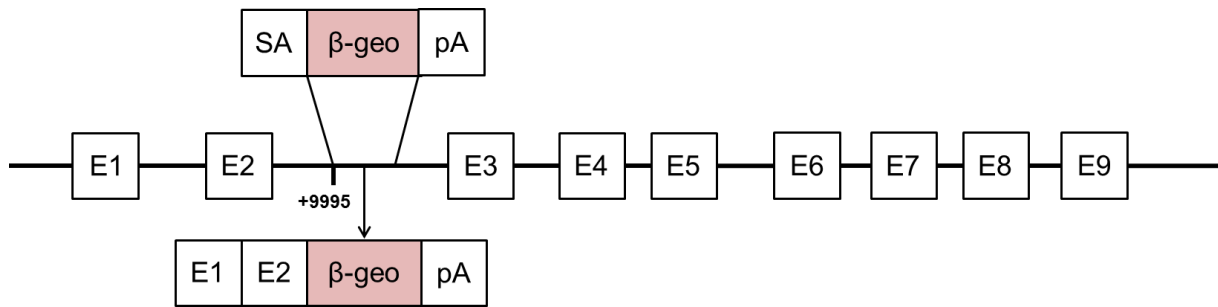 SA β-geo pA
E1 E2 E3 E4 E5 E6 E7 E8 E9
+9995
E1 E2 β-geo pA